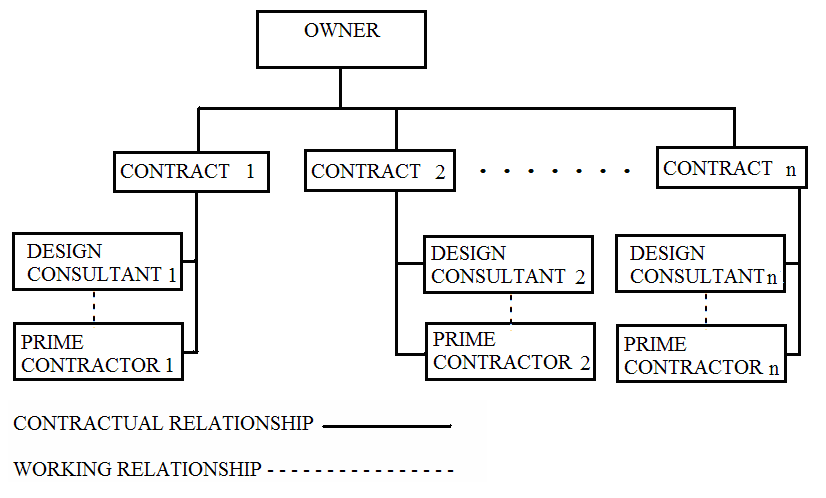 OWNER
CONTRACT 1
CONTRACT 2
. . . . . . .
CONTRACT n
DESIGN
CONSULTANT 1
DESIGN
CONSULTANT 2
DESIGN
CONSULTANT n
PRIME
CONTRACTOR 1
PRIME
CONTRACTOR 2
PRIME
CONTRACTOR n
CONTRACTUAL RELATIONSHIP
WORKING RELATIONSHIP